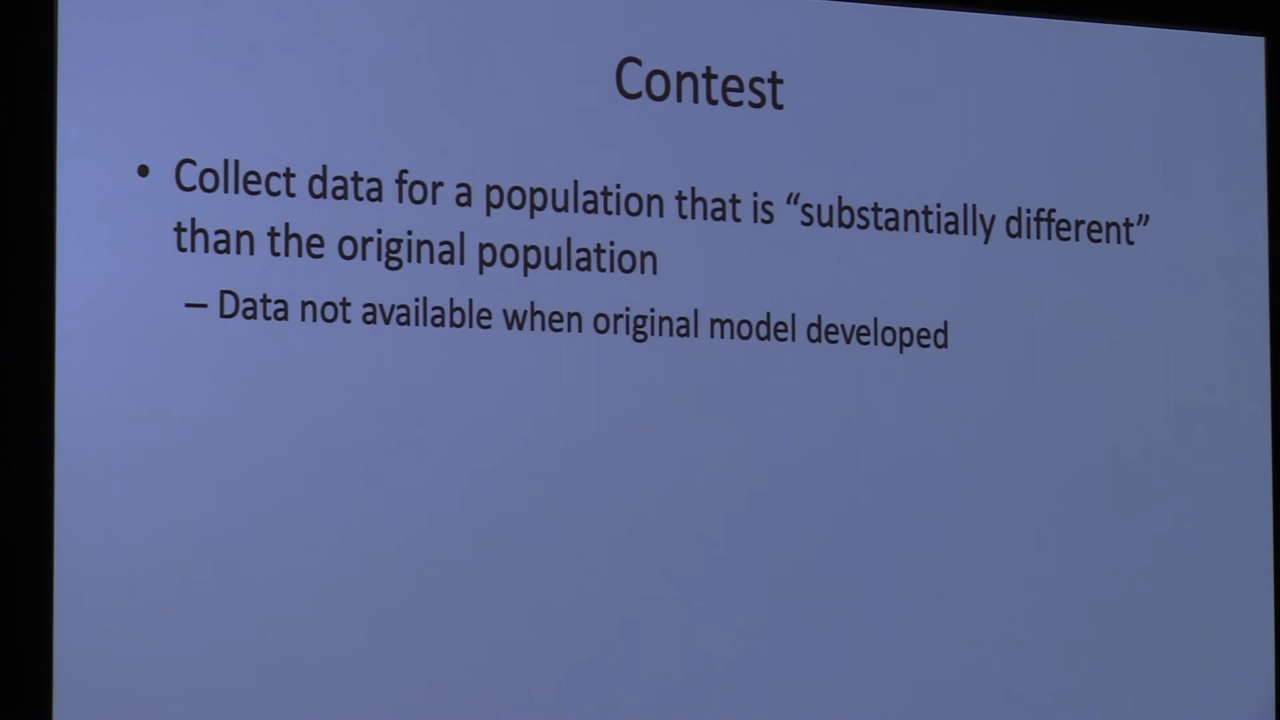 Contest
• Collect data for a population that is “substantially different”
than the original population
– Data not available when original model developed